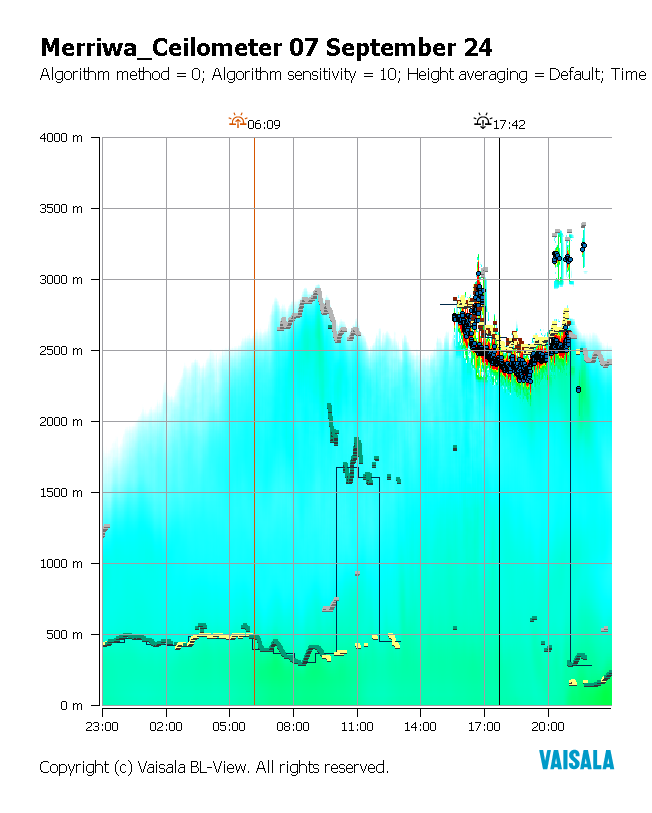 Merriwa_Ceilometer 07 September 24
Algorithm method = 0; Algorithm sensitivity = 10; Height averaging = Default; Time
06:09 17:42
4000 m
3500 m
3000 m
2500 m
2000 m
1500 m
1000 m
500 m
0 m
23:00 02:00 05:00 08:00 11:00 14:00 17:00 20:00
Copyright (c) Vaisala BL-View. All rights reserved.
VAISALA